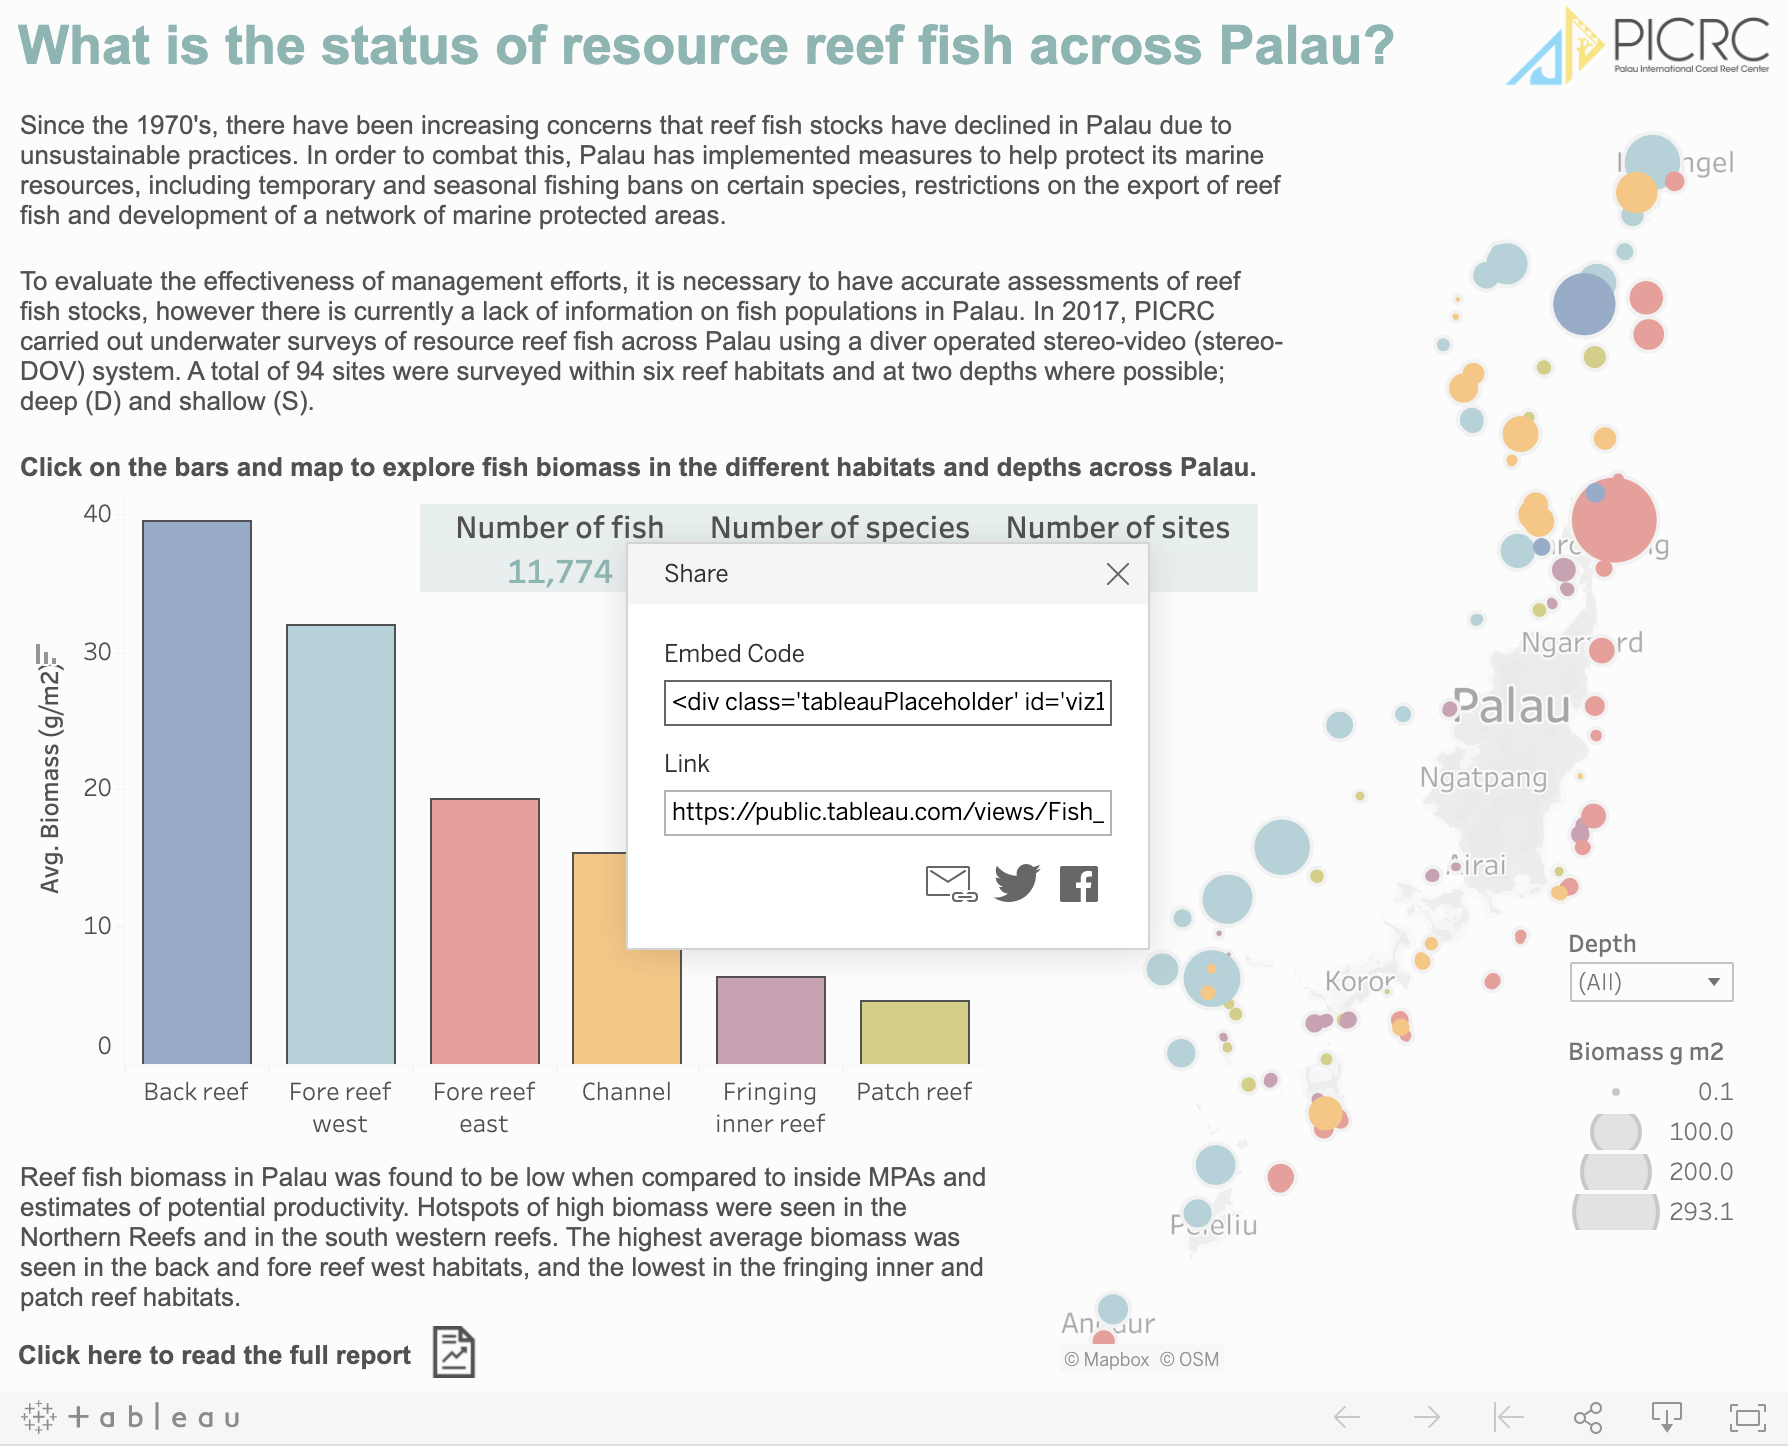 What is the status of resource reef fish across Palau?
PICRC
Palau International Coral Reef Center
Since the 1970's, there have been increasing concerns that reef fish stocks have declined in Palau due to
unsustainable practices. In order to combat this, Palau has implemented measures to help protect its marine
resources, including temporary and seasonal fishing bans on certain species, restrictions on the export of reef
fish and development of a network of marine protected areas.
To evaluate the effectiveness of management efforts, it is necessary to have accurate assessments of reef
fish stocks, however there is currently a lack of information on fish populations in Palau. In 2017, PICRC
carried out underwater surveys of resource reef fish across Palau using a diver operated stereo-video (stereo-
DOV) system. A total of 94 sites were surveyed within six reef habitats and at two depths where possible;
deep (D) and shallow (S).
Click on the bars and map to explore fish biomass in the different habitats and depths across Palau.
Number of fish Number of species Number of sites
11,774
Share
Embed Code
<div class='tableauPlaceholder' id='viz1
Link
https://public.tableau.com/views/Fish_
Avg. Biomass (g/m2)
40
30
20
10
0
Back reef
Fore reef
west
Fore reef
east
Channel
Fringing
inner reef
Patch reef
Palau
Ngatpang
Airai
Koror
Depth
(All)
Biomass g m2
0.1
100.0
200.0
293.1
© Mapbox © OSM
Reef fish biomass in Palau was found to be low when compared to inside MPAs and
estimates of potential productivity. Hotspots of high biomass were seen in the
Northern Reefs and in the south western reefs. The highest average biomass was
seen in the back and fore reef west habitats, and the lowest in the fringing inner and
patch reef habitats.
Click here to read the full report
+ableau